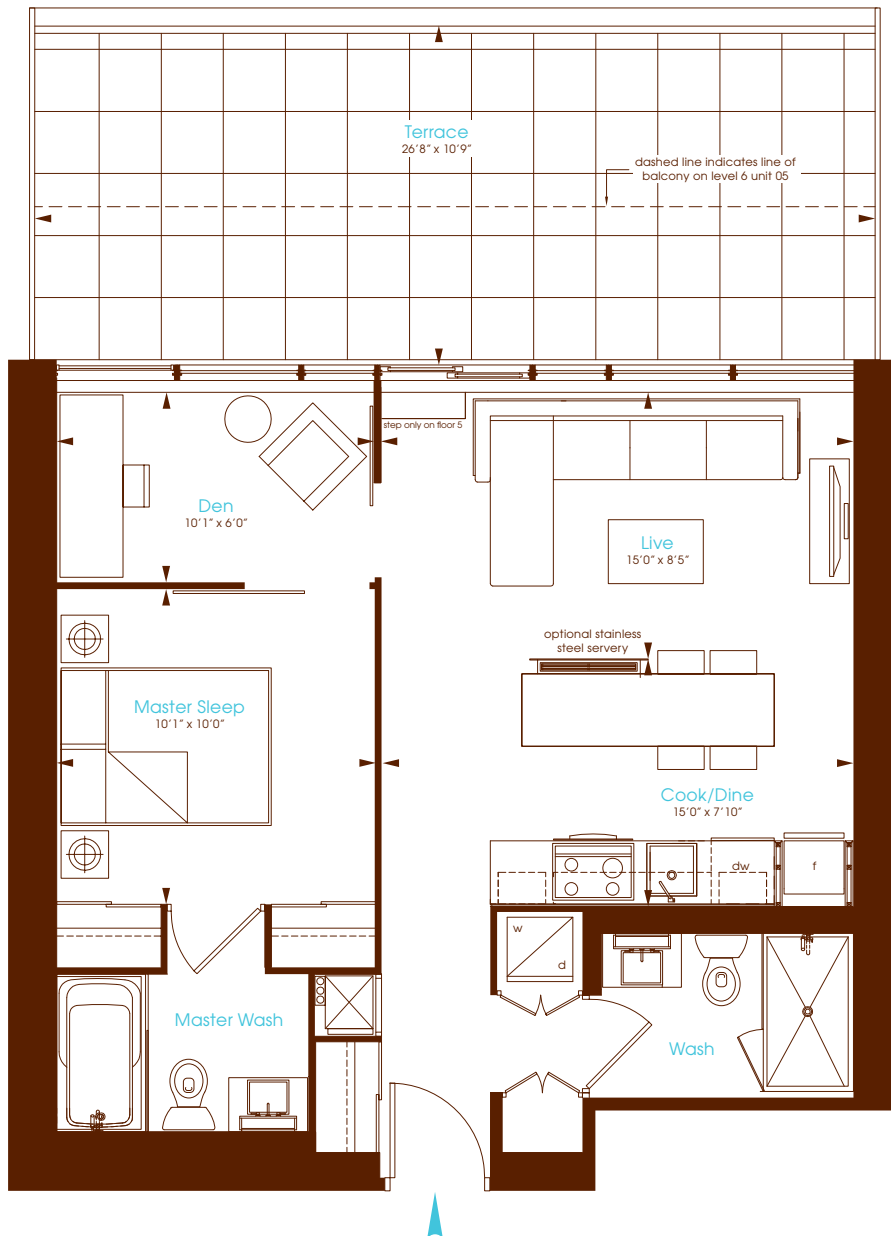 Terrace
26'8" x 10'9"
dashed line indicates line of
balcony on level 6 unit 05
step only on floor 5
Den
10'1" x 6'0"
Live
15'0" x 8'5"
optional stainless
steel servery
Master Sleep
10'1" x 10'0"
Cook/Dine
15'0" x 7'10"
dw
f
w
d
Master Wash
Wash